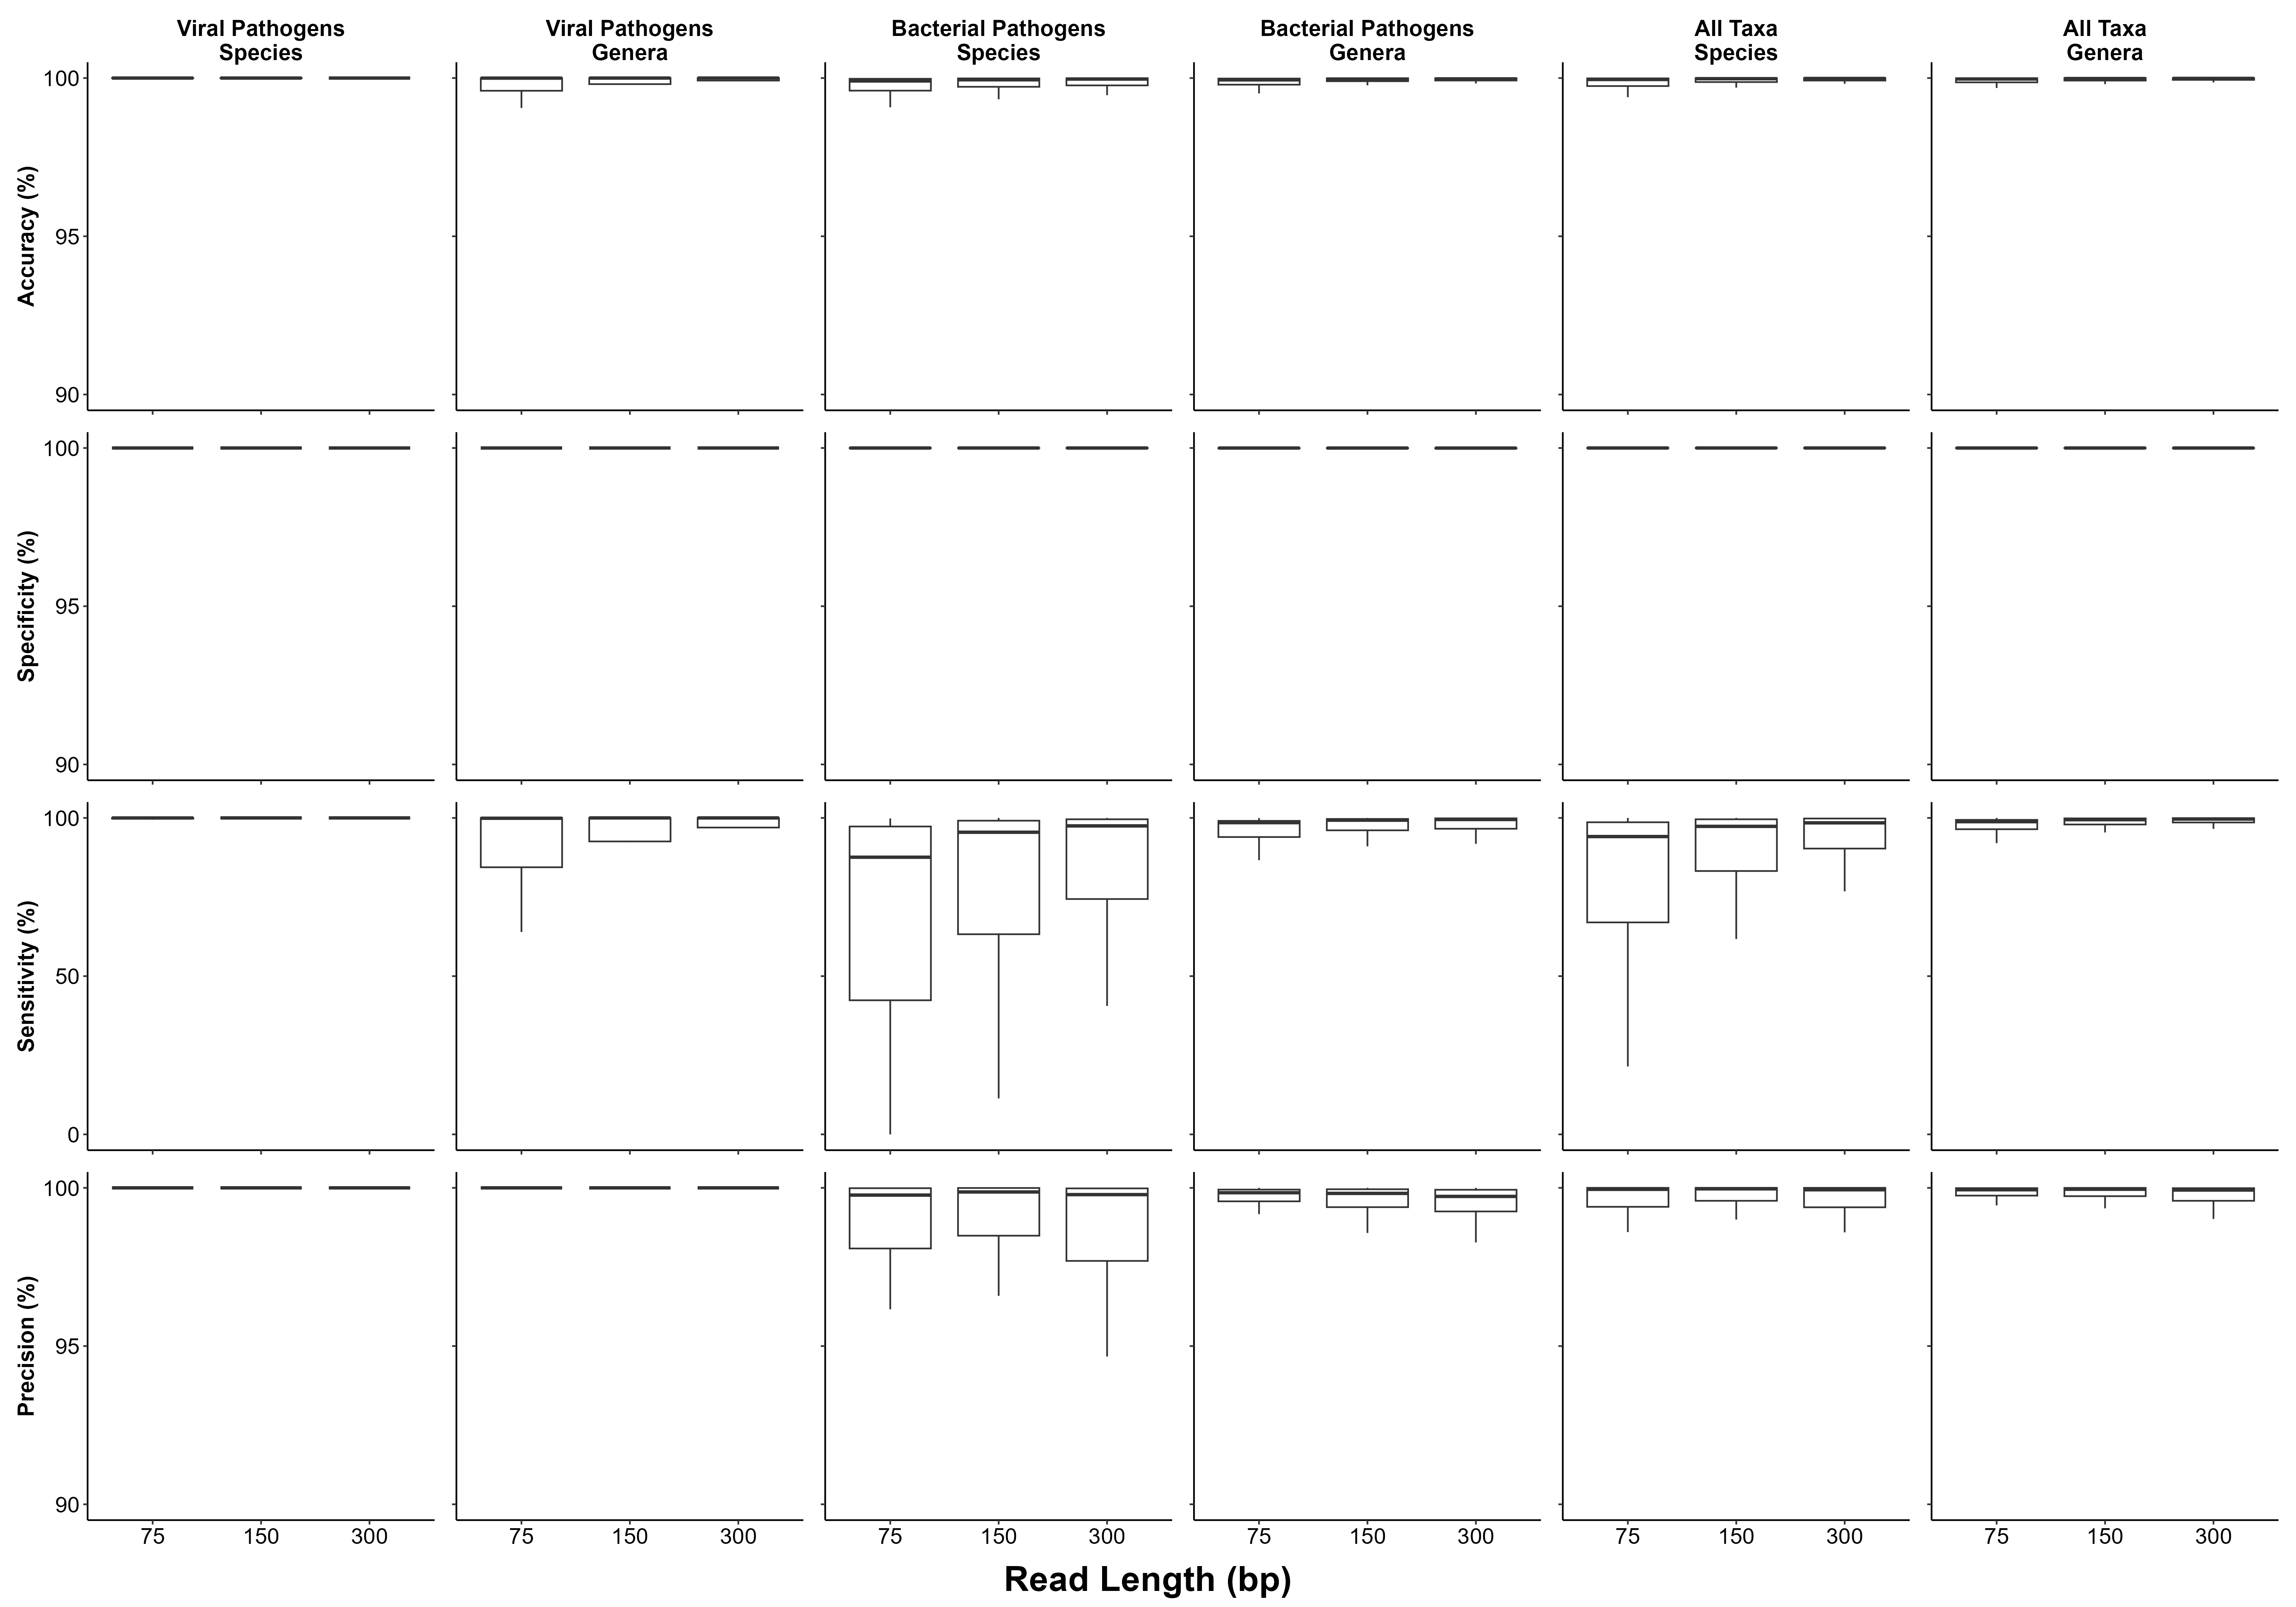 Viral Pathogens
Species
Viral Pathogens
Genera
Bacterial Pathogens
Species
Bacterial Pathogens
Genera
All Taxa
Species
All Taxa
Genera
Accuracy (%)
100
95
90
Specificity (%)
100
95
90
Sensitivity (%)
100
50
0
Precision (%)
100
95
90
75 150 300
75 150 300
75 150 300
75 150 300
75 150 300
75 150 300
Read Length (bp)